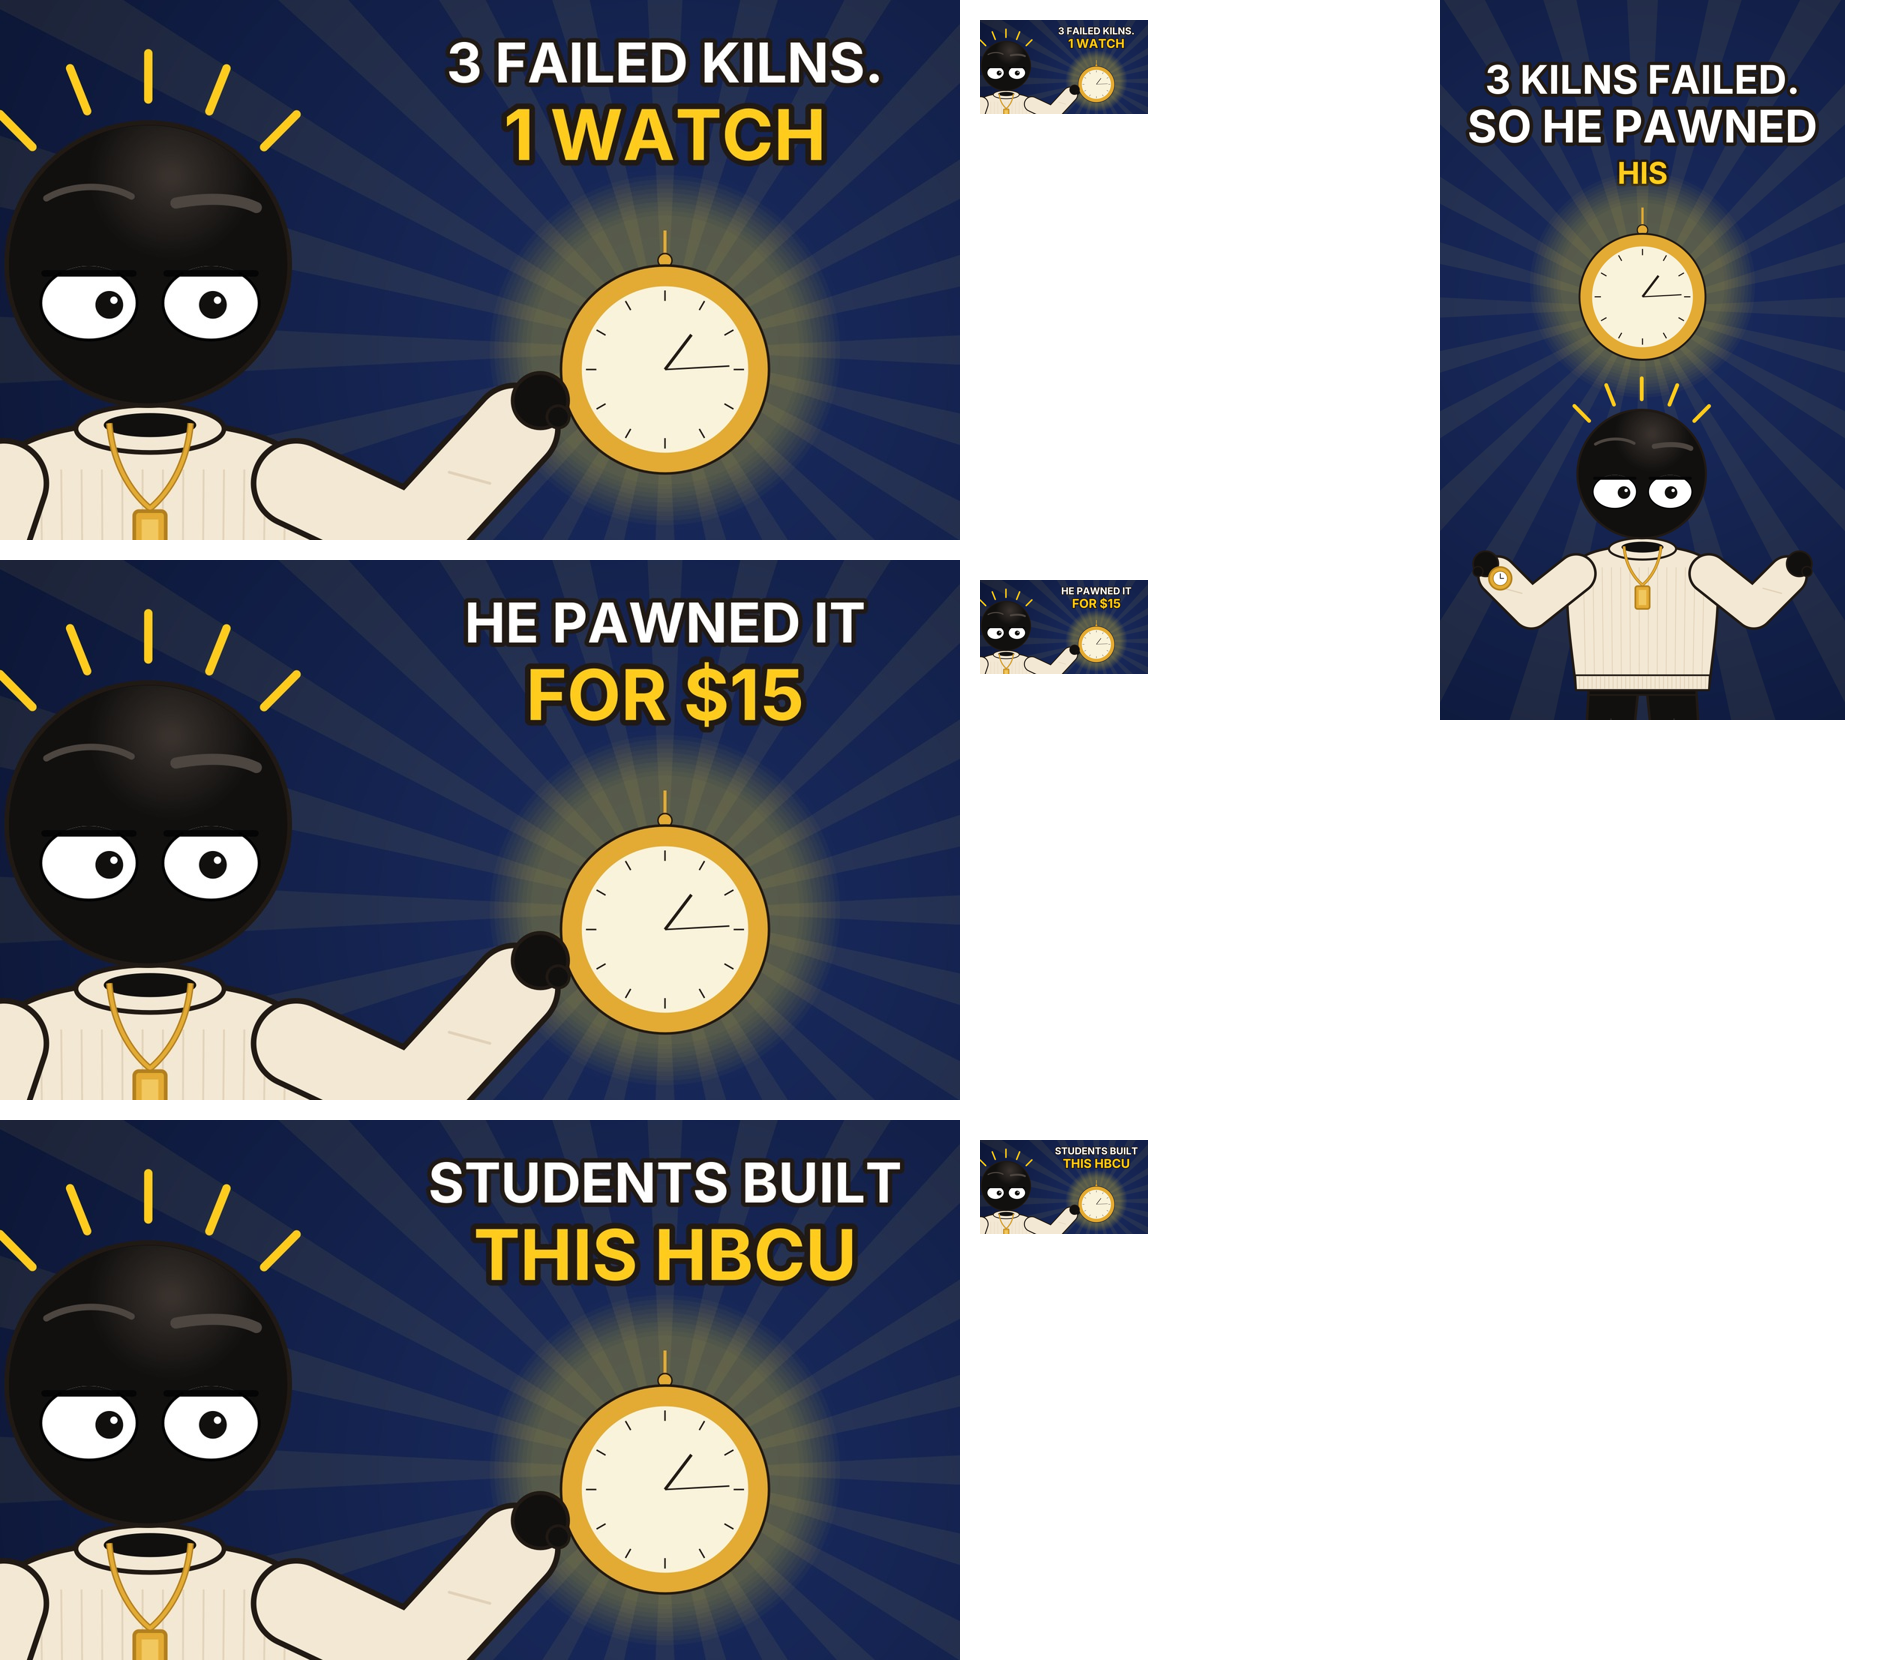 3 FAILED KILNS.
1 WATCH
3 FAILED KILNS.
1 WATCH
3 KILNS FAILED.
SO HE PAWNED
HIS
HE PAWNED IT
FOR $15
HE PAWNED IT
FOR $15
STUDENTS BUILT
THIS HBCU
STUDENTS BUILT
THIS HBCU